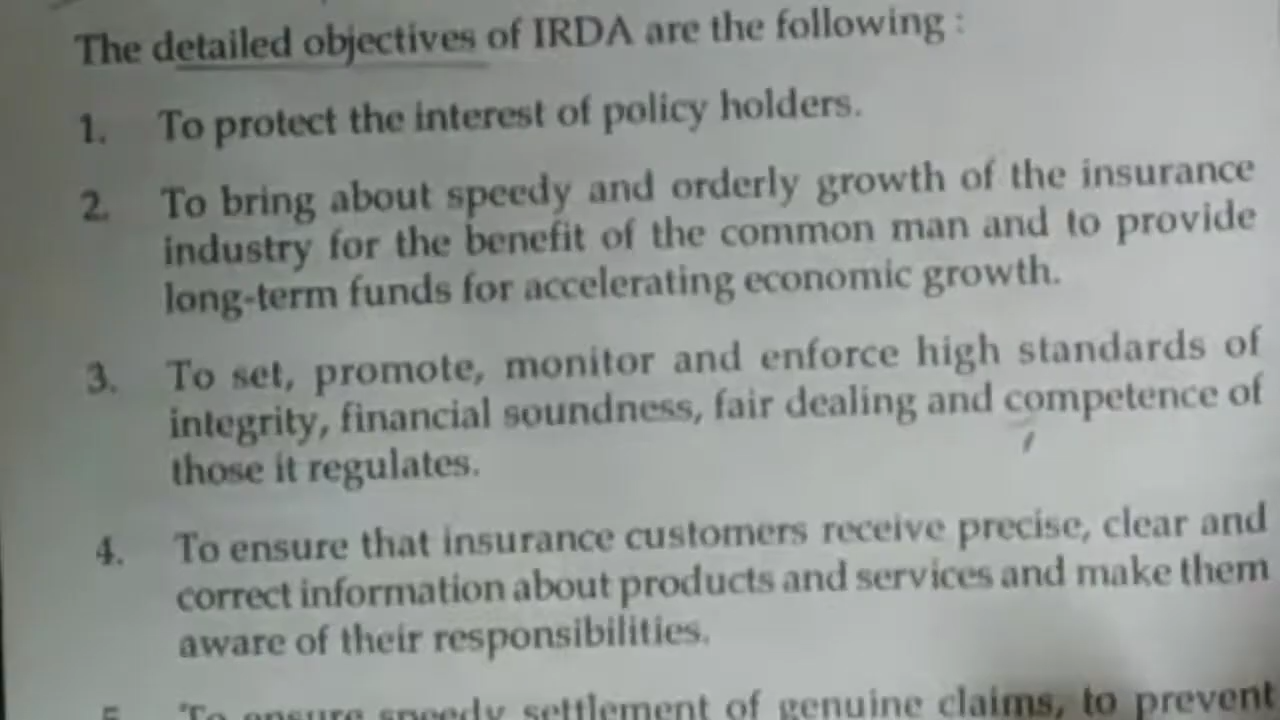 The detailed objectives of IRDA are the following :
1. To protect the interest of policy holders.
2. To bring about speedy and orderly growth of the insurance
industry for the benefit of the common man and to provide
long-term funds for accelerating economic growth.
3. To set, promote, monitor and enforce high standards of
integrity, financial soundness, fair dealing and competence of
those it regulates.
4. To ensure that insurance customers receive precise, clear and
correct information about products and services and make them
aware of their responsibilities.
5. To ensure speedy settlement of genuine claims, to prevent